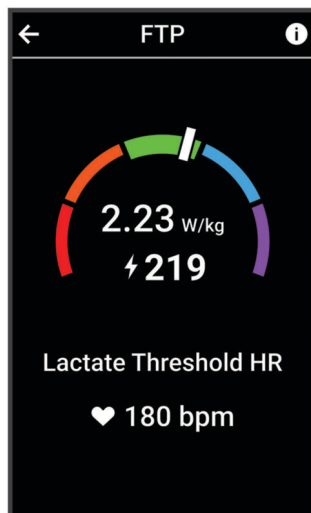 FTP
2.23 W/kg
219
Lactate Threshold HR
180 bpm